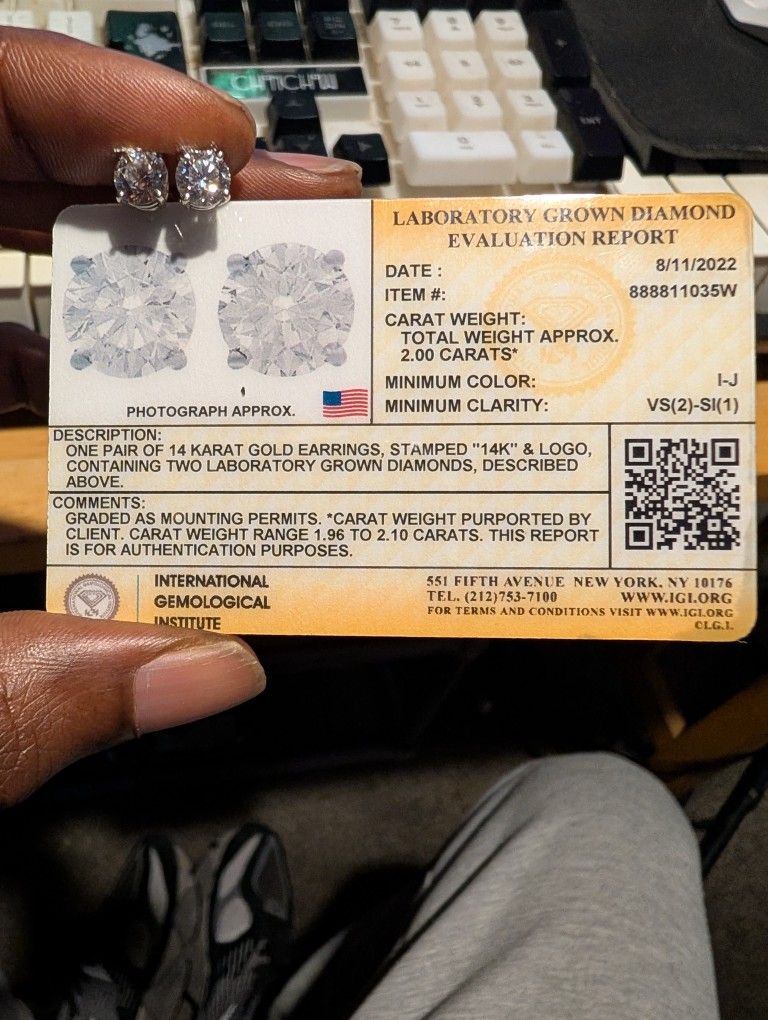 LABORATORY GROWN DIAMOND
EVALUATION REPORT
DATE : 8/11/2022
ITEM #: 888811035W
CARAT WEIGHT:
TOTAL WEIGHT APPROX.
2.00 CARATS*
MINIMUM COLOR: I-J
MINIMUM CLARITY: VS(2)-SI(1)
PHOTOGRAPH APPROX.
DESCRIPTION:
ONE PAIR OF 14 KARAT GOLD EARRINGS, STAMPED "14K" & LOGO,
CONTAINING TWO LABORATORY GROWN DIAMONDS, DESCRIBED
ABOVE.
COMMENTS:
GRADED AS MOUNTING PERMITS. *CARAT WEIGHT PURPORTED BY
CLIENT. CARAT WEIGHT RANGE 1.96 TO 2.10 CARATS. THIS REPORT
IS FOR AUTHENTICATION PURPOSES.
INTERNATIONAL
GEMOLOGICAL
INSTITUTE
551 FIFTH AVENUE NEW YORK, NY 10176
TEL. (212)753-7100 WWW.IGI.ORG
FOR TERMS AND CONDITIONS VISIT WWW.IGI.ORG
©I.G.I.